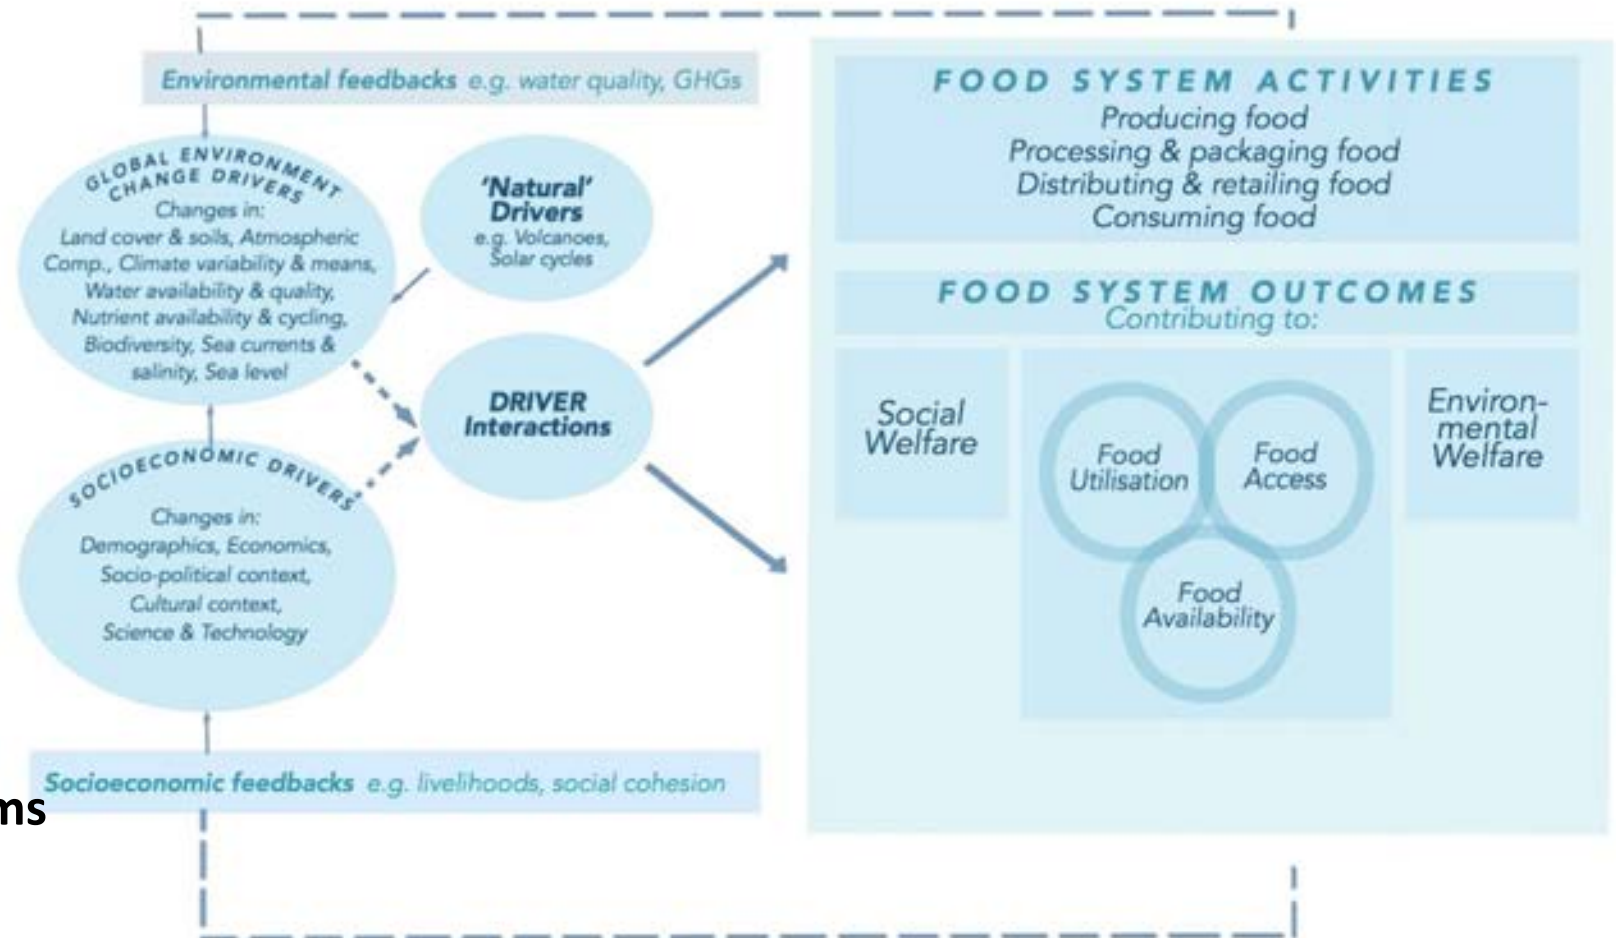 Environmental feedbacks e.g. water quality, GHGs
GLOBAL ENVIRONMENT
CHANGE DRIVERS
Changes in:
Land cover & soils, Atmospheric
Comp., Climate variability & means,
Water availability & quality,
Nutrient availability & cycling,
Biodiversity, Sea currents &
salinity, Sea level
'Natural'
Drivers
e.g. Volcanoes,
Solar cycles
DRIVER
Interactions
SOCIOECONOMIC DRIVERS
Changes in:
Demographics, Economics,
Socio-political context,
Cultural context,
Science & Technology
Socioeconomic feedbacks e.g. livelihoods, social cohesion
ms
FOOD SYSTEM ACTIVITIES
Producing food
Processing & packaging food
Distributing & retailing food
Consuming food
FOOD SYSTEM OUTCOMES
Contributing to:
Social
Welfare
Food
Utilisation
Food
Access
Food
Availability
Environ-
mental
Welfare